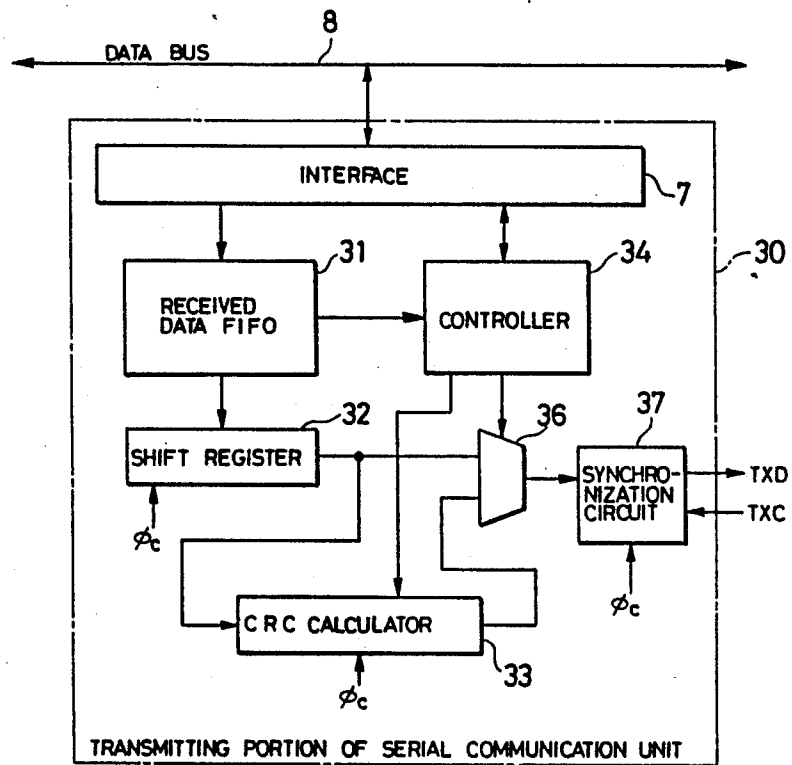 8
DATA BUS
INTERFACE
7
31
34
30
RECEIVED
DATA FIFO
CONTROLLER
32
36
37
SHIFT REGISTER
SYNCHRO-
NIZATION
CIRCUIT
TXD
TXC
ϕc
ϕc
CRC CALCULATOR
33
ϕc
TRANSMITTING PORTION OF SERIAL COMMUNICATION UNIT